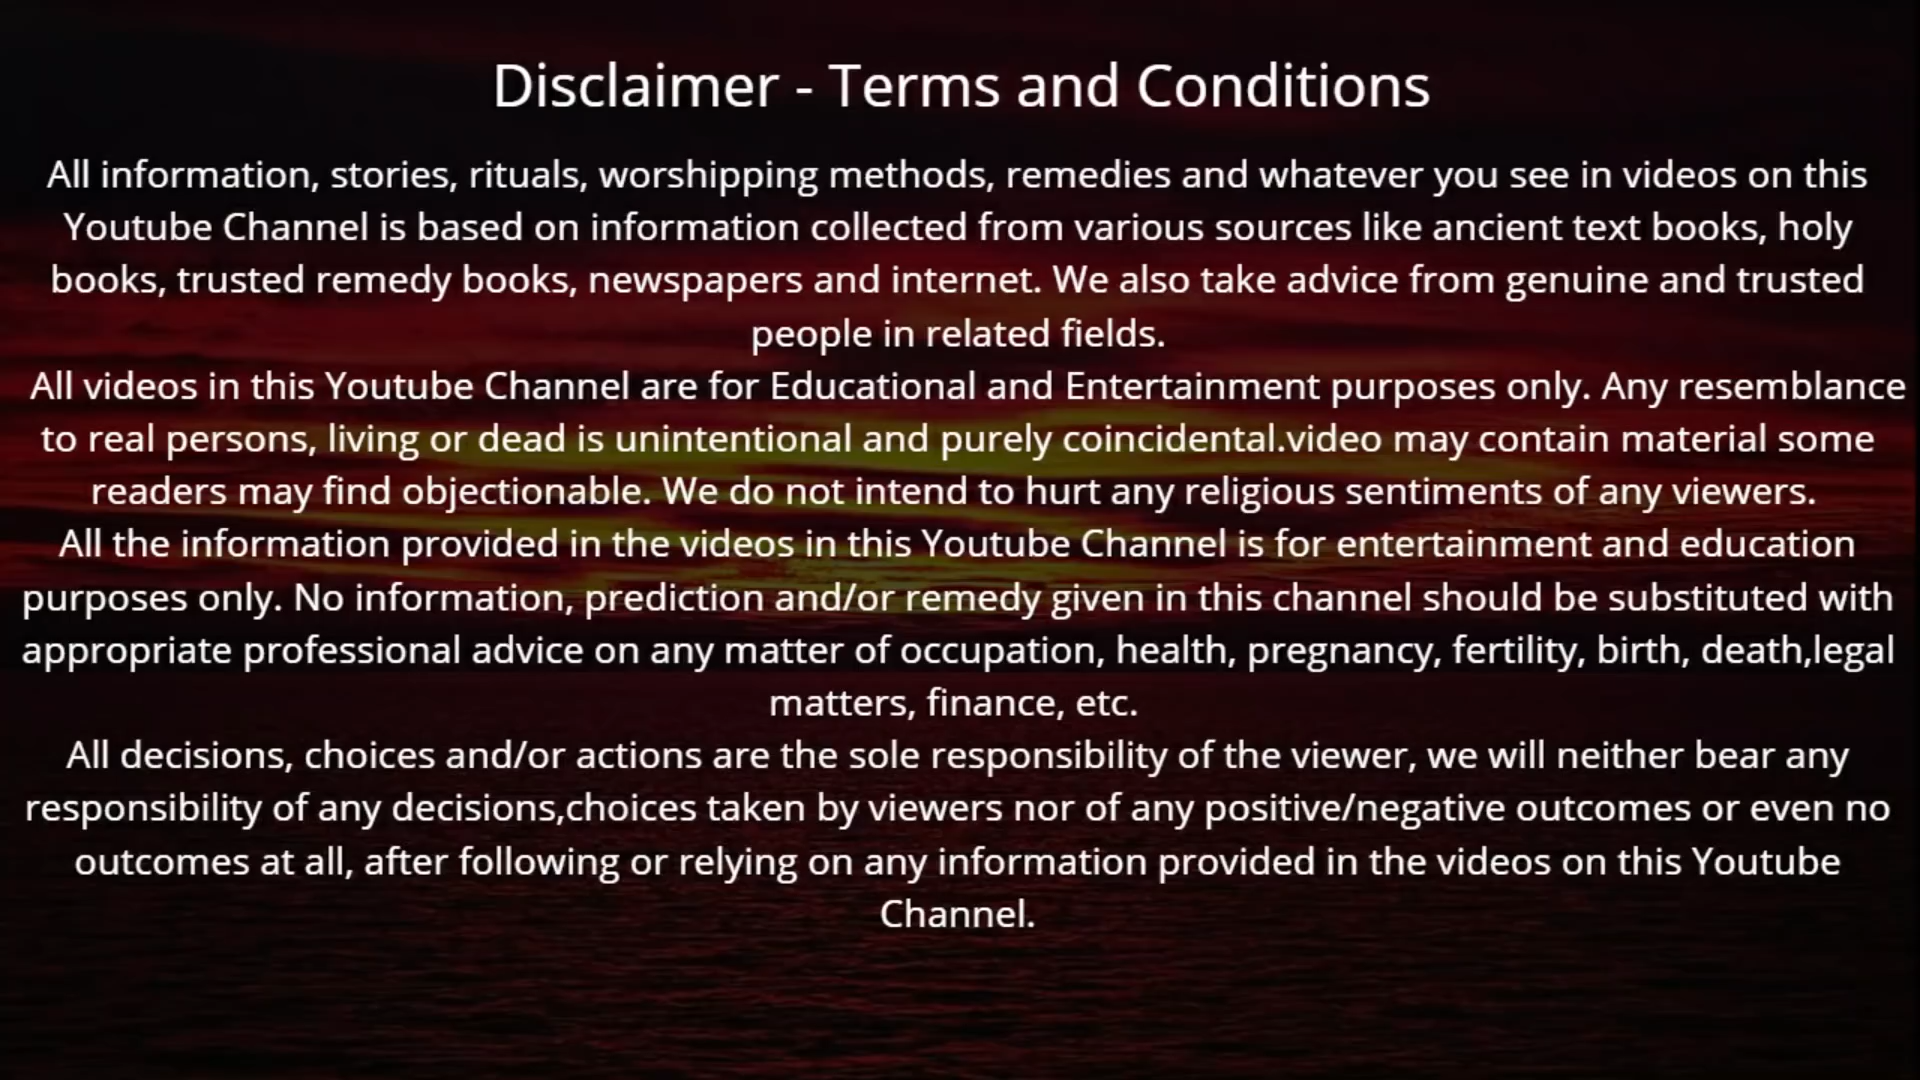 Disclaimer - Terms and Conditions
All information, stories, rituals, worshipping methods, remedies and whatever you see in videos on this
Youtube Channel is based on information collected from various sources like ancient text books, holy
books, trusted remedy books, newspapers and internet. We also take advice from genuine and trusted
people in related fields.
All videos in this Youtube Channel are for Educational and Entertainment purposes only. Any resemblance
to real persons, living or dead is unintentional and purely coincidental.video may contain material some
readers may find objectionable. We do not intend to hurt any religious sentiments of any viewers.
All the information provided in the videos in this Youtube Channel is for entertainment and education
purposes only. No information, prediction and/or remedy given in this channel should be substituted with
appropriate professional advice on any matter of occupation, health, pregnancy, fertility, birth, death,legal
matters, finance, etc.
All decisions, choices and/or actions are the sole responsibility of the viewer, we will neither bear any
responsibility of any decisions,choices taken by viewers nor of any positive/negative outcomes or even no
outcomes at all, after following or relying on any information provided in the videos on this Youtube
Channel.